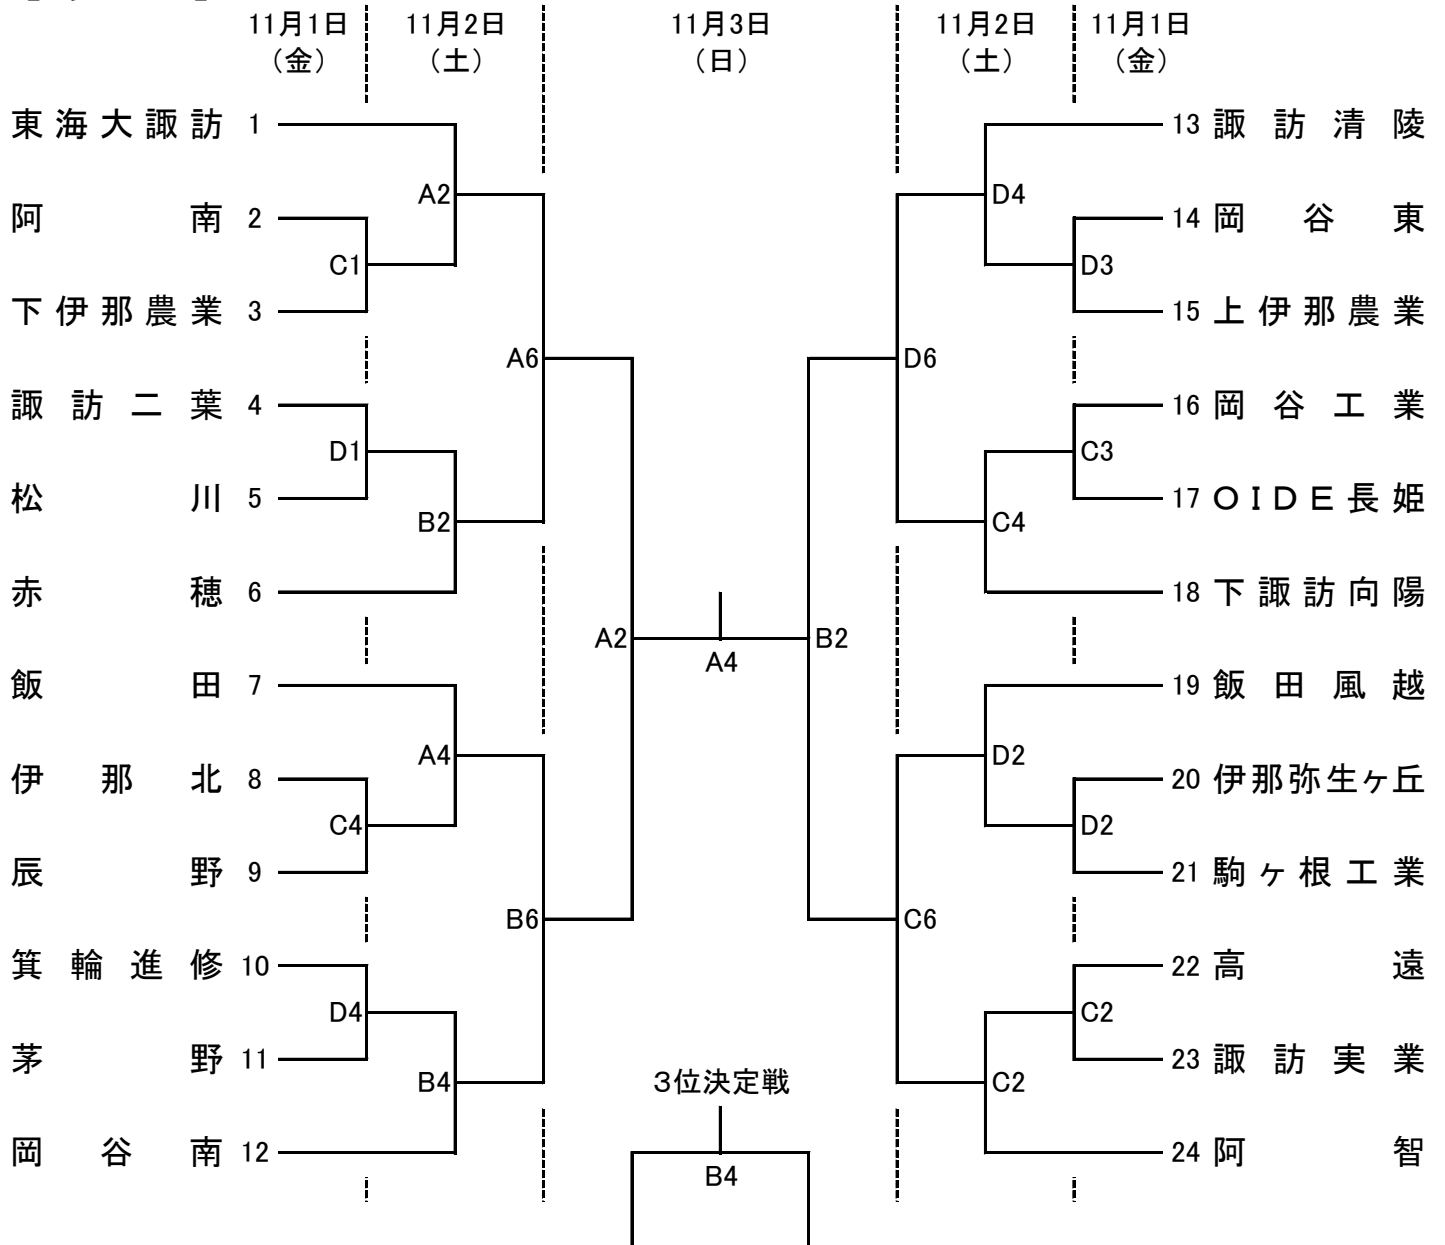 11月1日 11月2日 11月3日 11月2日 11月1日
（金） （土） （日） （土） （金）
東海大諏訪 1 13 諏訪清陵
A2 D4
阿南 2 14 岡谷東
C1 D3
下伊那農業 3 15 上伊那農業
A6 D6
諏訪二葉 4 16 岡谷工業
D1 C3
松川 5 17 ＯＩＤＥ長姫
B2 C4
赤穂 6 18 下諏訪向陽
A2 B2
A4
飯田 7 19 飯田風越
A4 D2
伊那北 8 20 伊那弥生ヶ丘
C4 D2
辰野 9 21 駒ヶ根工業
B6 C6
箕輪進修 10 22 高遠
D4 C2
茅野 11 23 諏訪実業
B4 3位決定戦 C2
岡谷南 12 24 阿智
B4